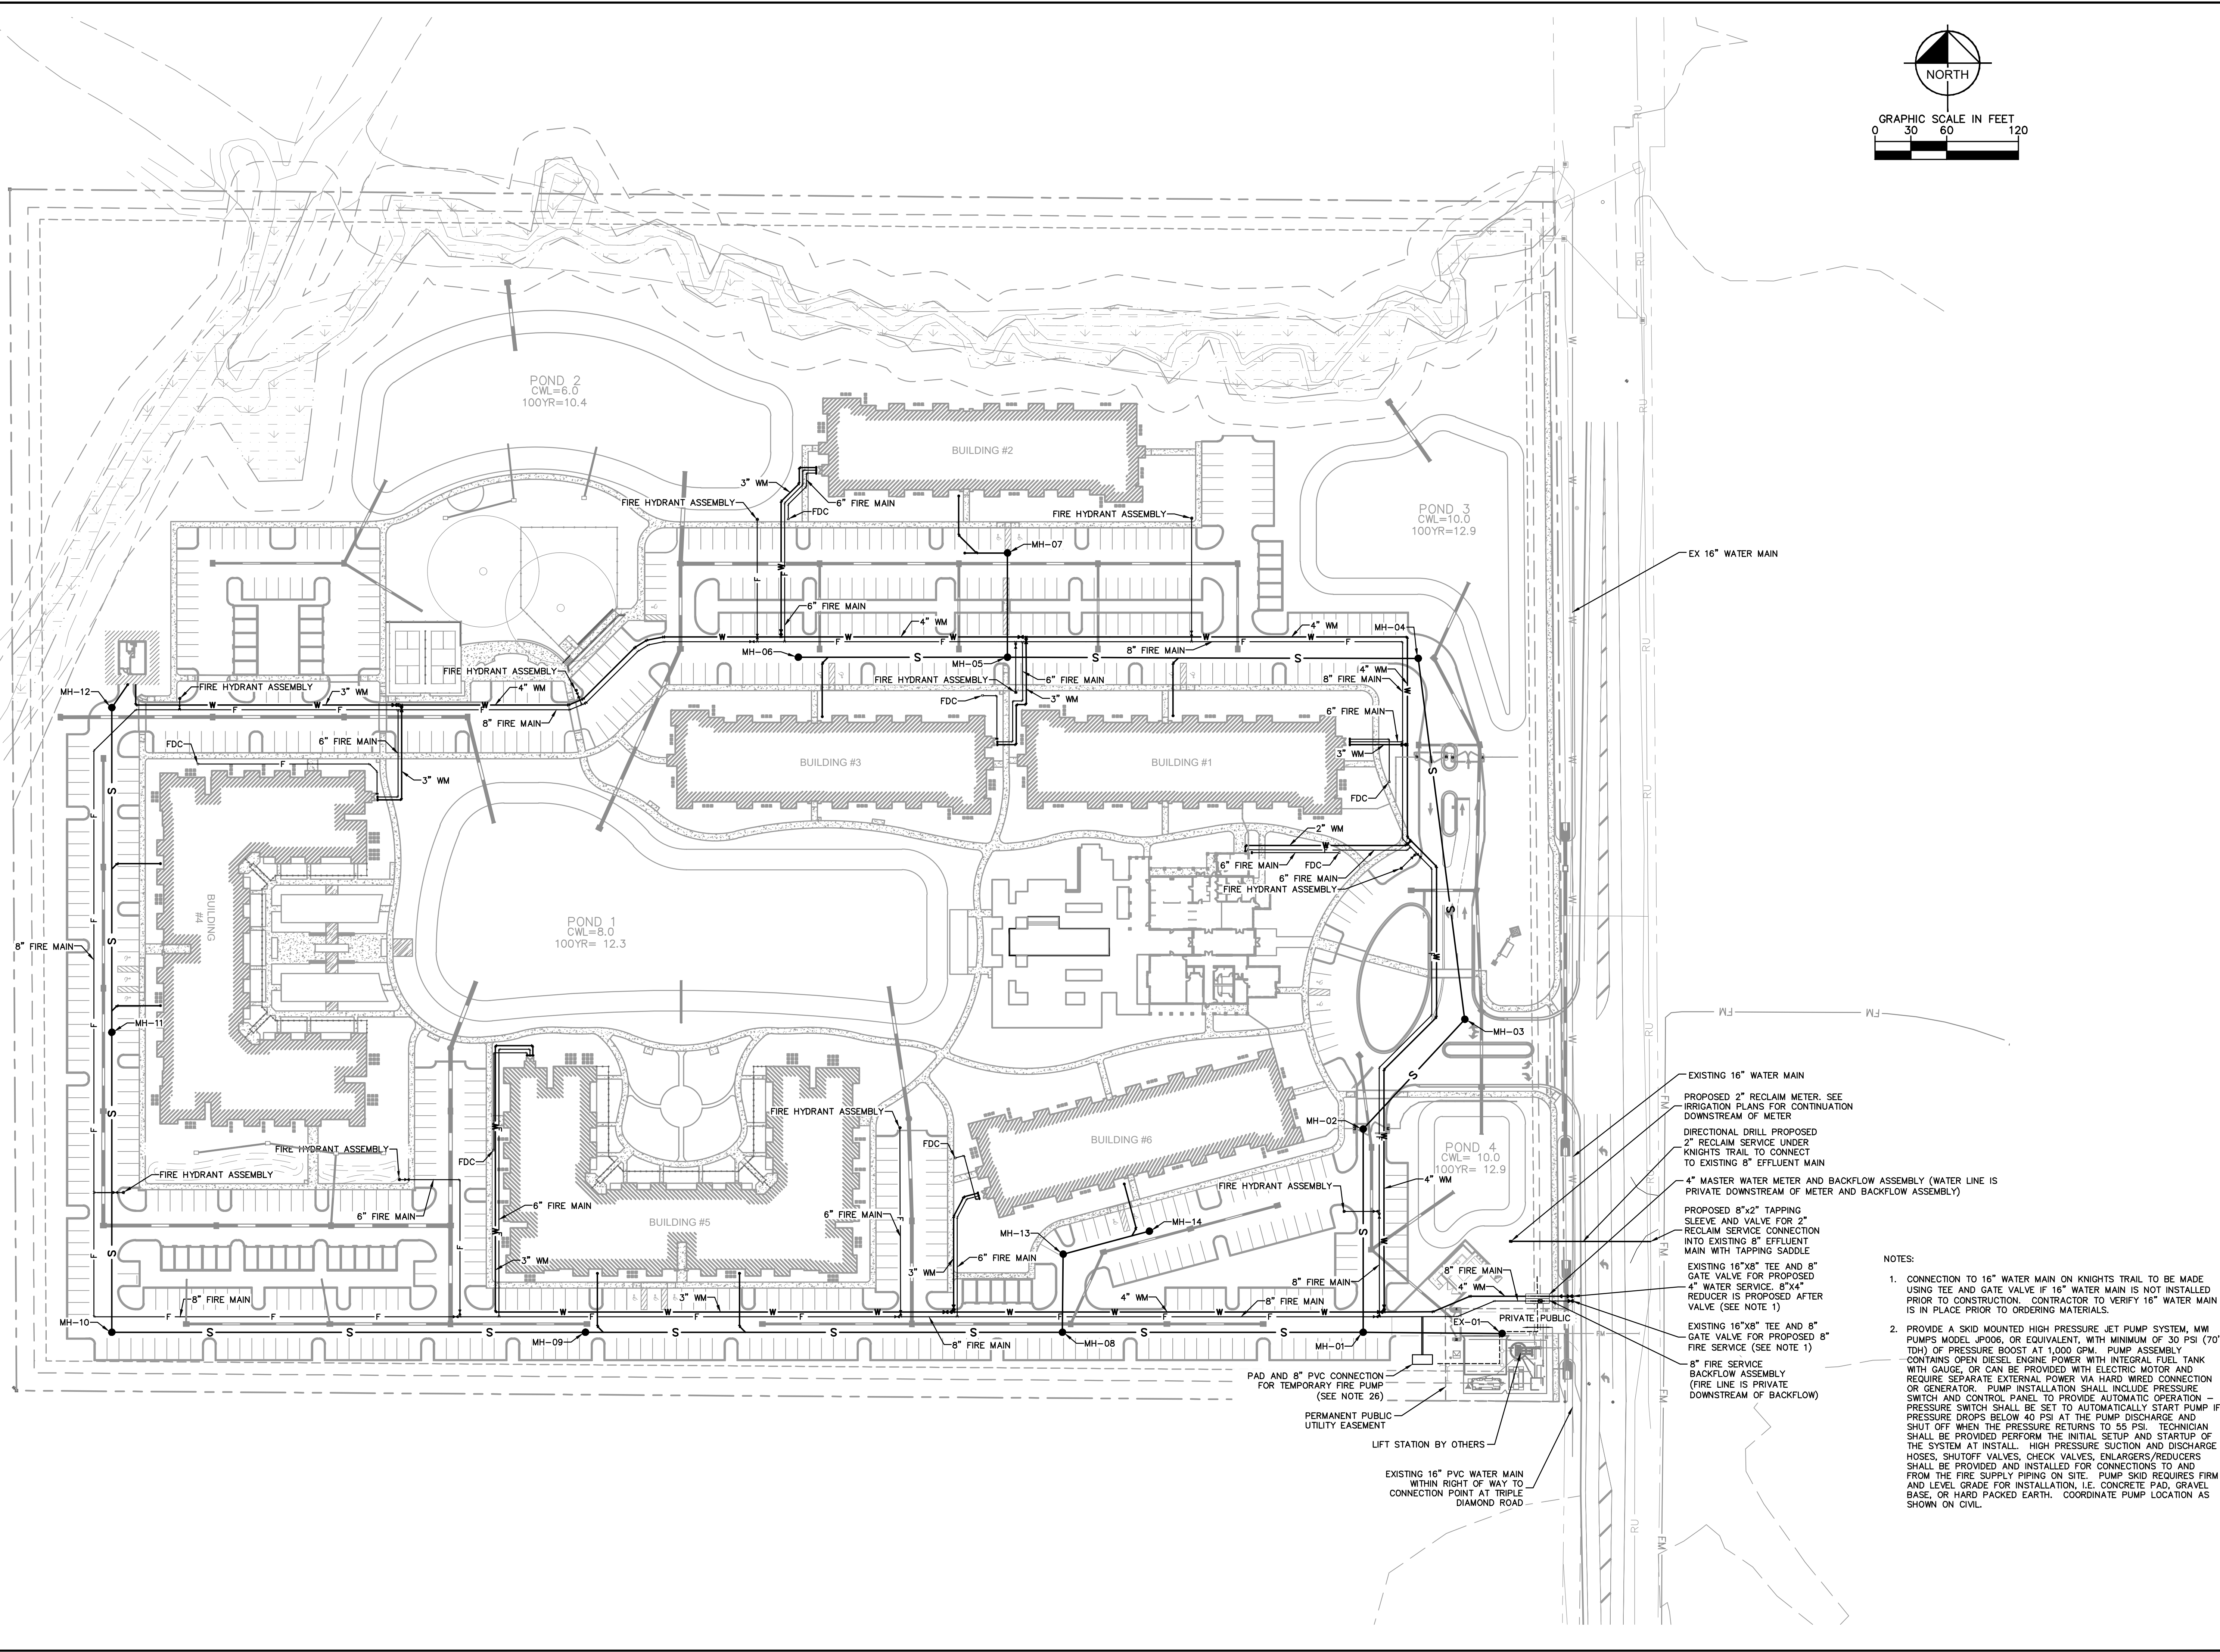 NORTH
GRAPHIC SCALE IN FEET
0 30 60 120
RU
RU
RU
RU
POND 2
CWL=6.0
100YR=10.4
BUILDING #2
3" WM
6" FIRE MAIN
FDC
FIRE HYDRANT ASSEMBLY
FIRE HYDRANT ASSEMBLY
POND 3
CWL=10.0
100YR=12.9
MH-07
EX 16" WATER MAIN
6" FIRE MAIN
4" WM
4" WM
MH-04
8" FIRE MAIN
MH-06
MH-05
FIRE HYDRANT ASSEMBLY
6" FIRE MAIN
4" WM
8" FIRE MAIN
FIRE HYDRANT ASSEMBLY
FIRE HYDRANT ASSEMBLY
3" WM
4" WM
MH-12
FDC
3" WM
8" FIRE MAIN
6" FIRE MAIN
6" FIRE MAIN
FDC
3" WM
BUILDING #3
BUILDING #1
3" WM
FDC
2" WM
6" FIRE MAIN
FDC
6" FIRE MAIN
FIRE HYDRANT ASSEMBLY
BUILDING
#4
POND 1
CWL=8.0
100YR= 12.3
8" FIRE MAIN
MH-11
MH-03
FM
FM
EXISTING 16" WATER MAIN
PROPOSED 2" RECLAIM METER. SEE
IRRIGATION PLANS FOR CONTINUATION
DOWNSTREAM OF METER
DIRECTIONAL DRILL PROPOSED
2" RECLAIM SERVICE UNDER
KNIGHTS TRAIL TO CONNECT
TO EXISTING 8" EFFLUENT MAIN
4" MASTER WATER METER AND BACKFLOW ASSEMBLY (WATER LINE IS
PRIVATE DOWNSTREAM OF METER AND BACKFLOW ASSEMBLY)
PROPOSED 8"x2" TAPPING
SLEEVE AND VALVE FOR 2"
RECLAIM SERVICE CONNECTION
INTO EXISTING 8" EFFLUENT
MAIN WITH TAPPING SADDLE
EXISTING 16"X8" TEE AND 8"
GATE VALVE FOR PROPOSED
4" WATER SERVICE. 8"X4"
REDUCER IS PROPOSED AFTER
VALVE (SEE NOTE 1)
EXISTING 16"X8" TEE AND 8"
GATE VALVE FOR PROPOSED 8"
FIRE SERVICE (SEE NOTE 1)
8" FIRE SERVICE
BACKFLOW ASSEMBLY
(FIRE LINE IS PRIVATE
DOWNSTREAM OF BACKFLOW)
FIRE HYDRANT ASSEMBLY
MH-02
BUILDING #6
POND 4
CWL= 10.0
100YR= 12.9
FDC
FIRE HYDRANT ASSEMBLY
FDC
FIRE HYDRANT ASSEMBLY
4" WM
FIRE HYDRANT ASSEMBLY
6" FIRE MAIN
6" FIRE MAIN
6" FIRE MAIN
BUILDING #5
MH-14
MH-13
3" WM
3" WM
6" FIRE MAIN
8" FIRE MAIN
8" FIRE MAIN
4" WM
8" FIRE MAIN
3" WM
4" WM
8" FIRE MAIN
MH-10
MH-09
8" FIRE MAIN
MH-08
MH-01
EX-01
PRIVATE
PUBLIC
FM
PAD AND 8" PVC CONNECTION
FOR TEMPORARY FIRE PUMP
(SEE NOTE 26)
PERMANENT PUBLIC
UTILITY EASEMENT
LIFT STATION BY OTHERS
EXISTING 16" PVC WATER MAIN
WITHIN RIGHT OF WAY TO
CONNECTION POINT AT TRIPLE
DIAMOND ROAD
NOTES:
1. CONNECTION TO 16" WATER MAIN ON KNIGHTS TRAIL TO BE MADE
USING TEE AND GATE VALVE IF 16" WATER MAIN IS NOT INSTALLED
PRIOR TO CONSTRUCTION. CONTRACTOR TO VERIFY 16" WATER MAIN
IS IN PLACE PRIOR TO ORDERING MATERIALS.
2. PROVIDE A SKID MOUNTED HIGH PRESSURE JET PUMP SYSTEM, MWI
PUMPS MODEL JP006, OR EQUIVALENT, WITH MINIMUM OF 30 PSI (70'
TDH) OF PRESSURE BOOST AT 1,000 GPM. PUMP ASSEMBLY
CONTAINS OPEN DIESEL ENGINE POWER WITH INTEGRAL FUEL TANK
WITH GAUGE, OR CAN BE PROVIDED WITH ELECTRIC MOTOR AND
REQUIRE SEPARATE EXTERNAL POWER VIA HARD WIRED CONNECTION
OR GENERATOR. PUMP INSTALLATION SHALL INCLUDE PRESSURE
SWITCH AND CONTROL PANEL TO PROVIDE AUTOMATIC OPERATION –
PRESSURE SWITCH SHALL BE SET TO AUTOMATICALLY START PUMP IF
PRESSURE DROPS BELOW 40 PSI AT THE PUMP DISCHARGE AND
SHUT OFF WHEN THE PRESSURE RETURNS TO 55 PSI. TECHNICIAN
SHALL BE PROVIDED PERFORM THE INITIAL SETUP AND STARTUP OF
THE SYSTEM AT INSTALL. HIGH PRESSURE SUCTION AND DISCHARGE
HOSES, SHUTOFF VALVES, CHECK VALVES, ENLARGERS/REDUCERS
SHALL BE PROVIDED AND INSTALLED FOR CONNECTIONS TO AND
FROM THE FIRE SUPPLY PIPING ON SITE. PUMP SKID REQUIRES FIRM
AND LEVEL GRADE FOR INSTALLATION, I.E. CONCRETE PAD, GRAVEL
BASE, OR HARD PACKED EARTH. COORDINATE PUMP LOCATION AS
SHOWN ON CIVIL.